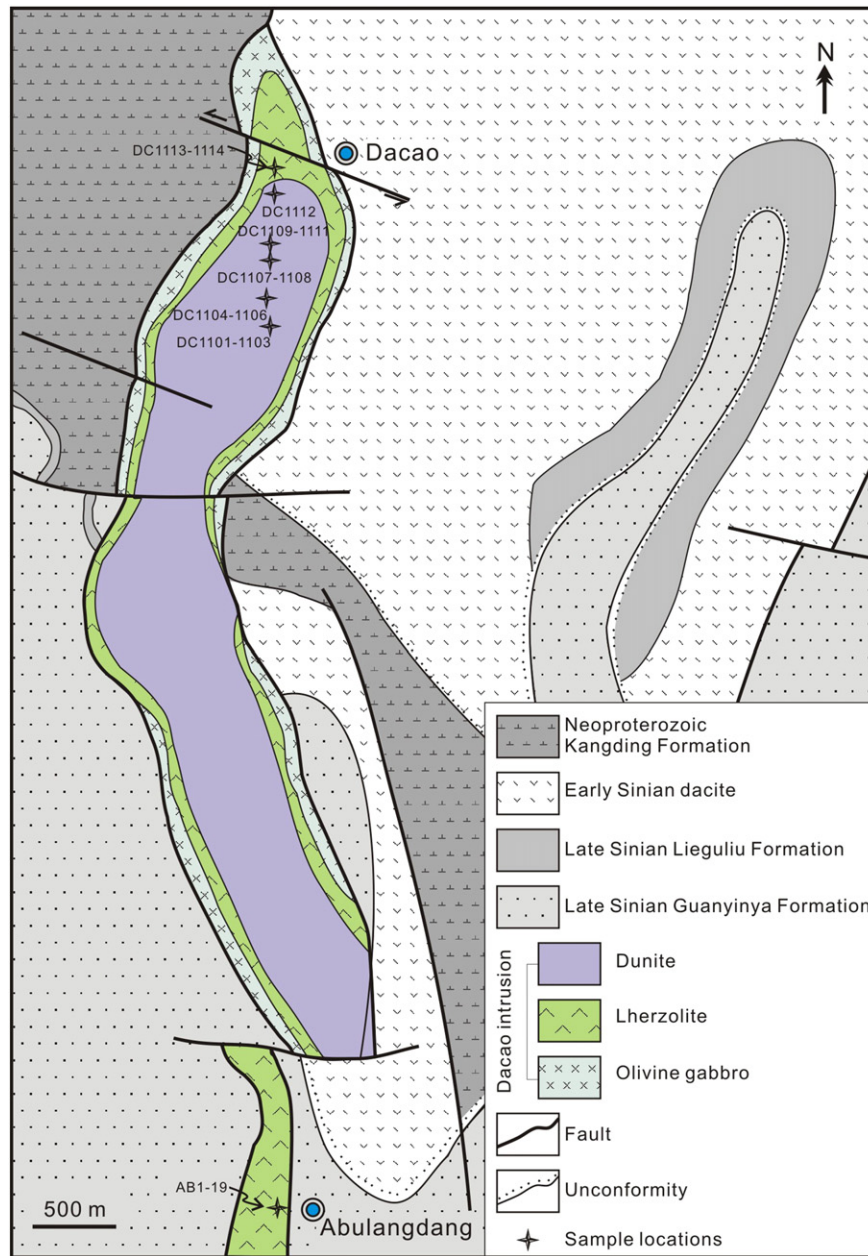 N
DC1113-1114
Dacao
DC1112
DC1109-1111
DC1107-1108
DC1104-1106
DC1101-1103
Neoproterozoic
Kangding Formation
Early Sinian dacite
Late Sinian Lieguliu Formation
Late Sinian Guanyinya Formation
Dacao intrusion
Dunite
Lherzolite
Olivine gabbro
Fault
Unconformity
Sample locations
AB1-19
500 m
Abulangdang